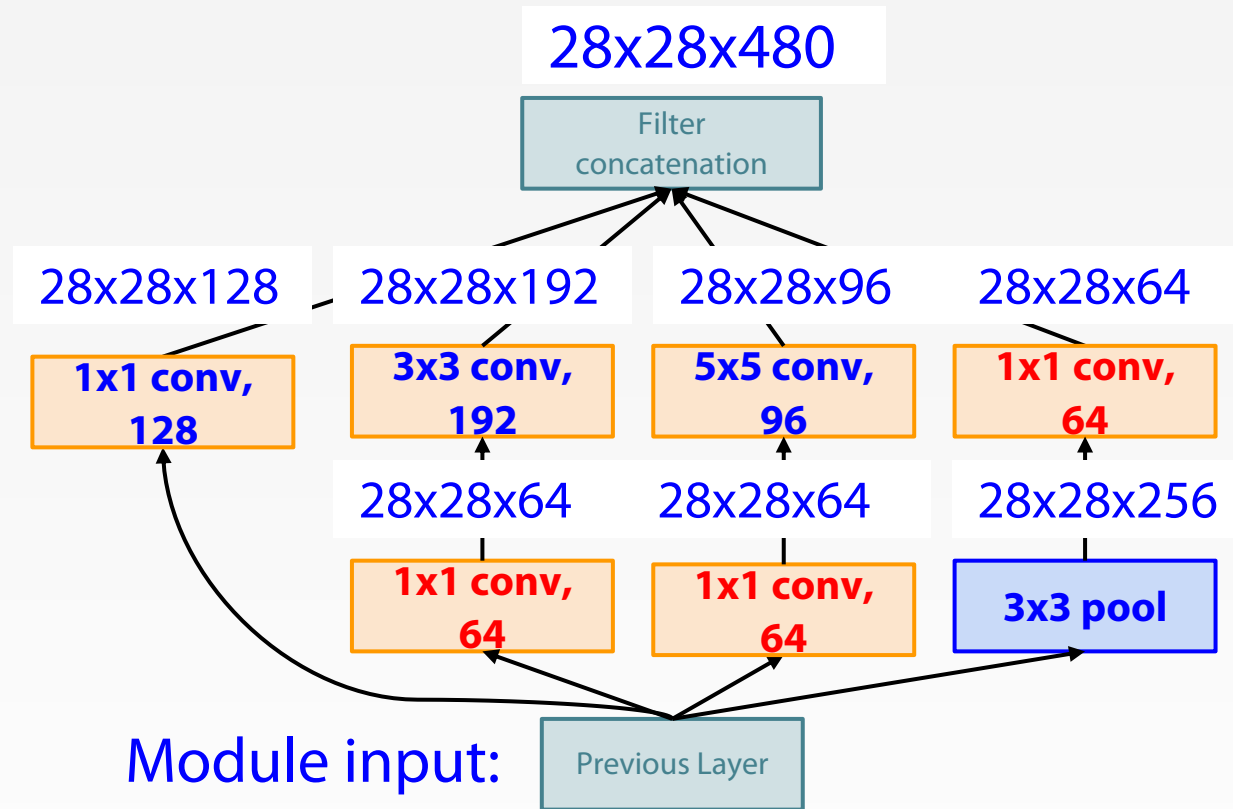 28x28x480
Filter
concatenation
28x28x128
28x28x192
28x28x96
28x28x64
1x1 conv,
128
3x3 conv,
192
5x5 conv,
96
1x1 conv,
64
28x28x64
28x28x64
28x28x256
1x1 conv,
64
1x1 conv,
64
3x3 pool
Module input:
Previous Layer